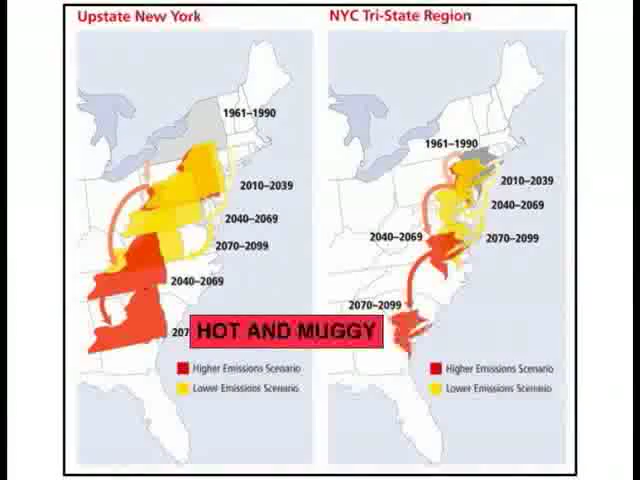 Upstate New York
1961–1990
2010–2039
2040–2069
2070–2099
2040–2069
207
HOT AND MUGGY
Higher Emissions Scenario
Lower Emissions Scenario
NYC Tri-State Region
1961–1990
2010–2039
2040–2069
2040–2069
2070–2099
2070–2099
Higher Emissions Scenario
Lower Emissions Scenario